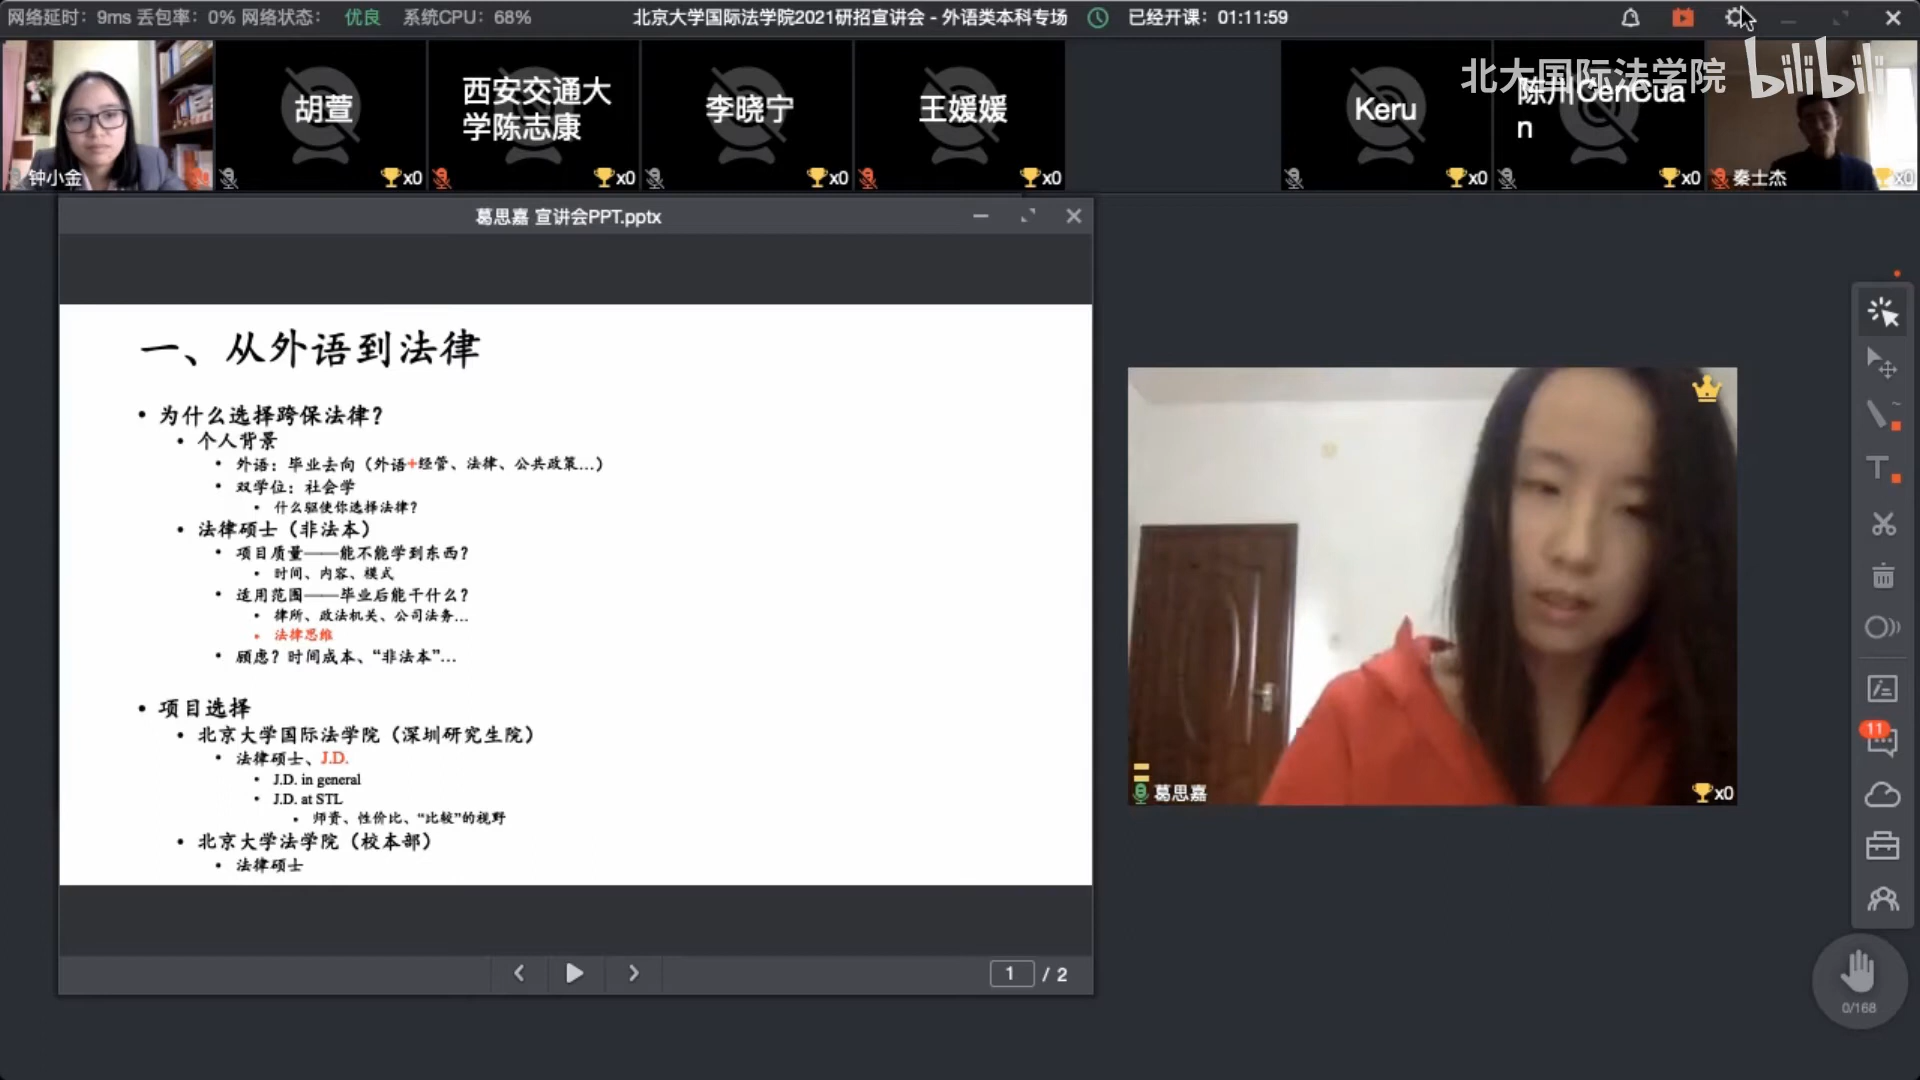 网络延时：9ms 丢包率：0% 网络状态： 优良 系统CPU：68%
北京大学国际法学院2021研招宣讲会 - 外语类本科专场
已经开课：01:11:59
北大国际法学院 bilibili
钟小金
胡萱
x0
西安交通大
学陈志康
x0
李晓宁
x0
王媛媛
x0
Keru
x0
陈川CenCua
n
x0
秦士杰
x0
葛思嘉 宣讲会PPT.pptx
一、从外语到法律
• 为什么选择跨保法律？
• 个人背景
• 外语：毕业去向（外语+经管、法律、公共政策...）
• 双学位：社会学
• 什么驱使你选择法律？
• 法律硕士（非法本）
• 项目质量——能不能学到东西？
• 时间、内容、模式
• 适用范围——毕业后能干什么？
• 律所、政法机关、公司法务...
• 法律思维
• 顾虑？时间成本、“非法本”...
• 项目选择
• 北京大学国际法学院（深圳研究生院）
• 法律硕士、J.D.
• J.D. in general
• J.D. at STL
• 师资、性价比、“比较”的视野
• 北京大学法学院（校本部）
• 法律硕士
葛思嘉
x0
1 / 2
11
0/168